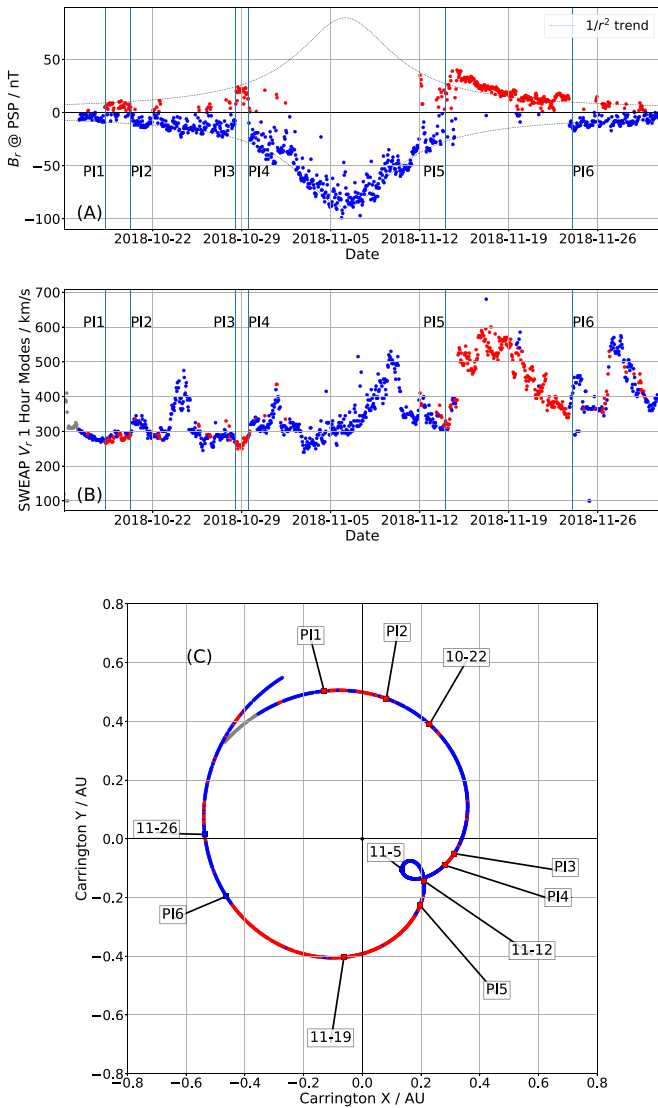 1/r² trend
B_r @ PSP / nT
50
0
−50
−100
PI1 PI2 PI3 PI4 PI5 PI6
(A)
2018-10-22 2018-10-29 2018-11-05 2018-11-12 2018-11-19 2018-11-26
Date
SWEAP V_r 1 Hour Modes / km/s
700
PI1 PI2 PI3 PI4 PI5 PI6
600
500
400
300
200
100
(B)
2018-10-22 2018-10-29 2018-11-05 2018-11-12 2018-11-19 2018-11-26
Date
Carrington Y / AU
0.8
(C)
PI1
PI2
10-22
0.6
0.4
0.2
0.0
11-26
11-5
PI3
PI4
−0.2
PI6
11-12
−0.4
PI5
−0.6
11-19
−0.8
−0.8 −0.6 −0.4 −0.2 0.0 0.2 0.4 0.6 0.8
Carrington X / AU